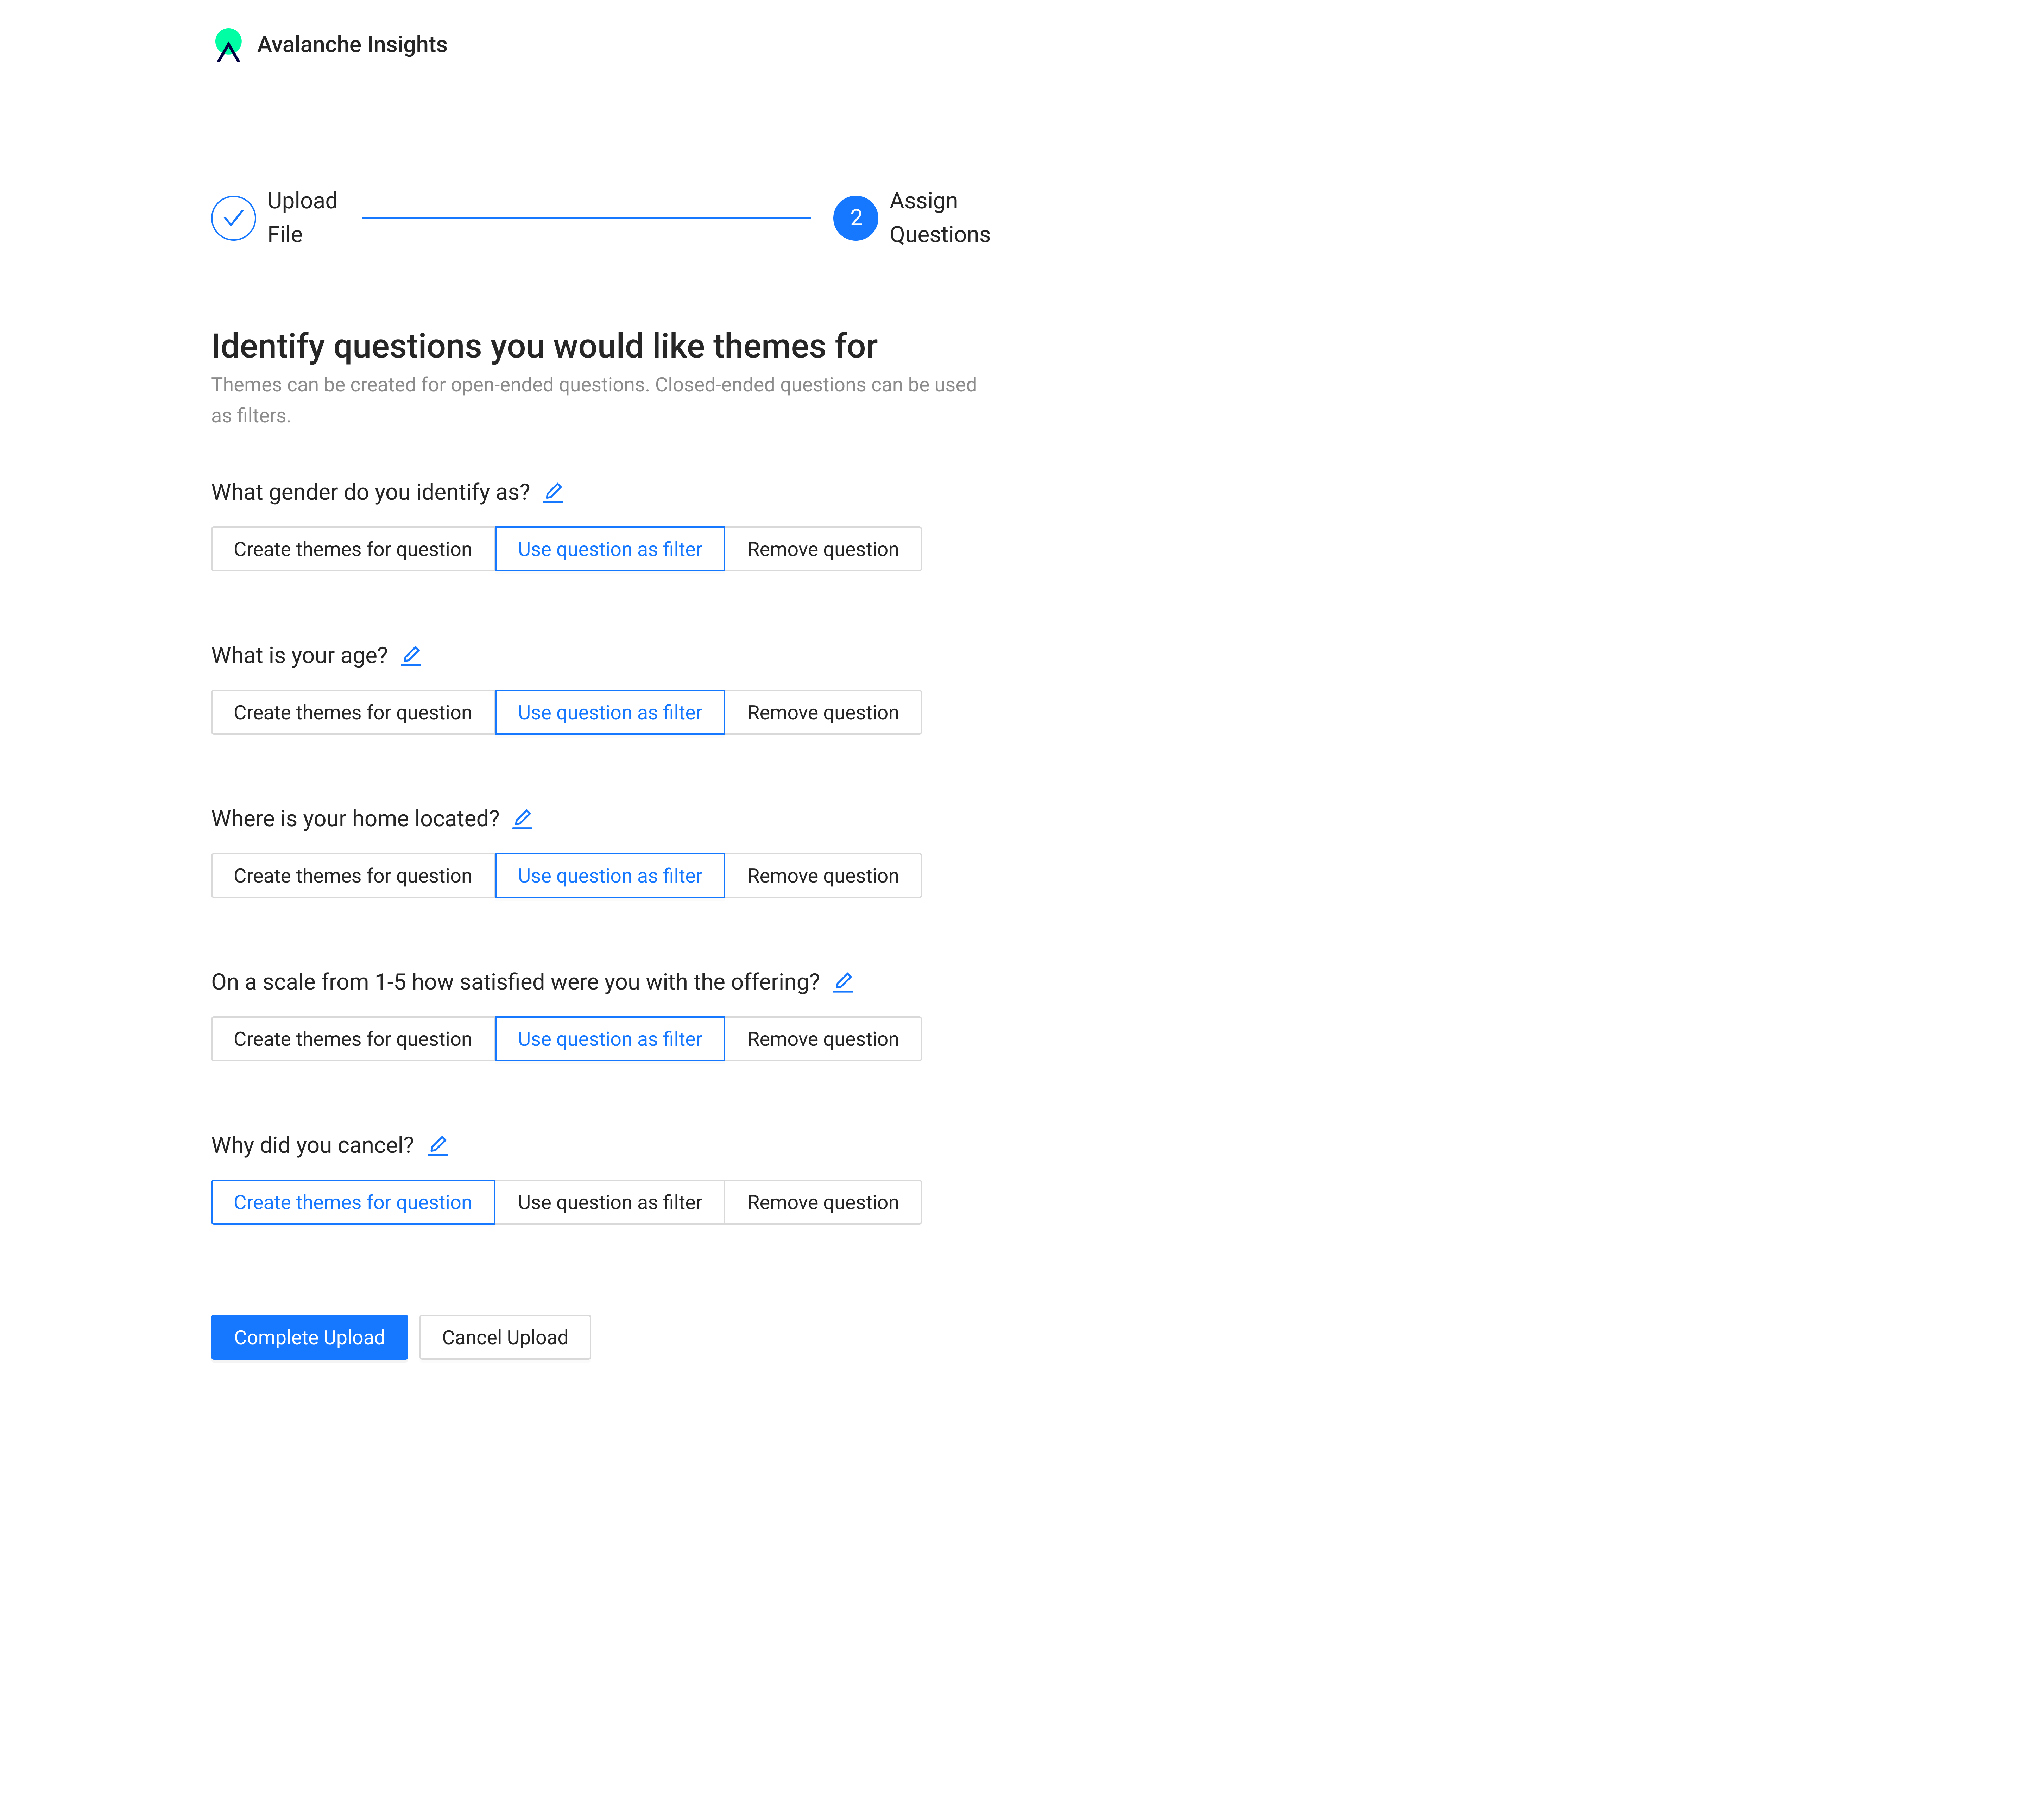 Avalanche Insights
Upload
File
2
Assign
Questions
Identify questions you would like themes for
Themes can be created for open-ended questions. Closed-ended questions can be used
as filters.
What gender do you identify as?
Create themes for question
Use question as filter
Remove question
What is your age?
Create themes for question
Use question as filter
Remove question
Where is your home located?
Create themes for question
Use question as filter
Remove question
On a scale from 1-5 how satisfied were you with the offering?
Create themes for question
Use question as filter
Remove question
Why did you cancel?
Create themes for question
Use question as filter
Remove question
Complete Upload
Cancel Upload